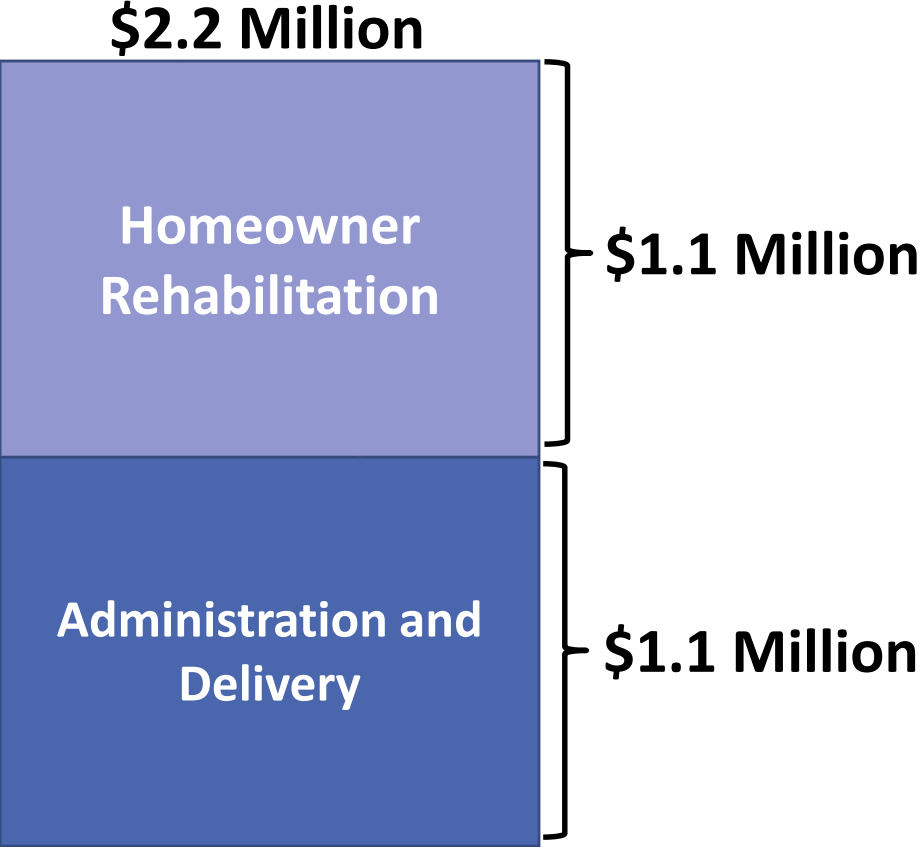 $2.2 Million
Homeowner
Rehabilitation
$1.1 Million
Administration and
Delivery
$1.1 Million